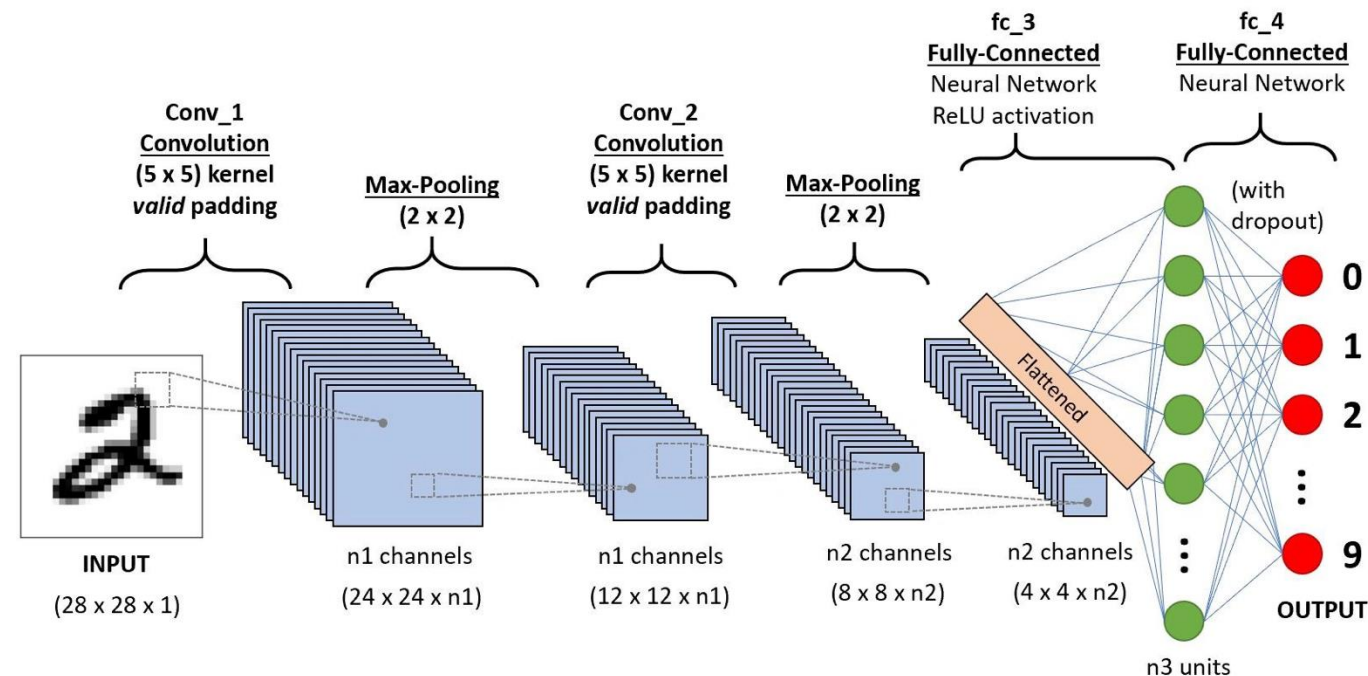 fc_3
Fully-Connected
Neural Network
ReLU activation
fc_4
Fully-Connected
Neural Network
Conv_1
Convolution
(5 x 5) kernel
valid padding
Max-Pooling
(2 x 2)
Conv_2
Convolution
(5 x 5) kernel
valid padding
Max-Pooling
(2 x 2)
(with
dropout)
Flattened
0
1
2
9
INPUT
(28 x 28 x 1)
n1 channels
(24 x 24 x n1)
n1 channels
(12 x 12 x n1)
n2 channels
(8 x 8 x n2)
n2 channels
(4 x 4 x n2)
OUTPUT
n3 units